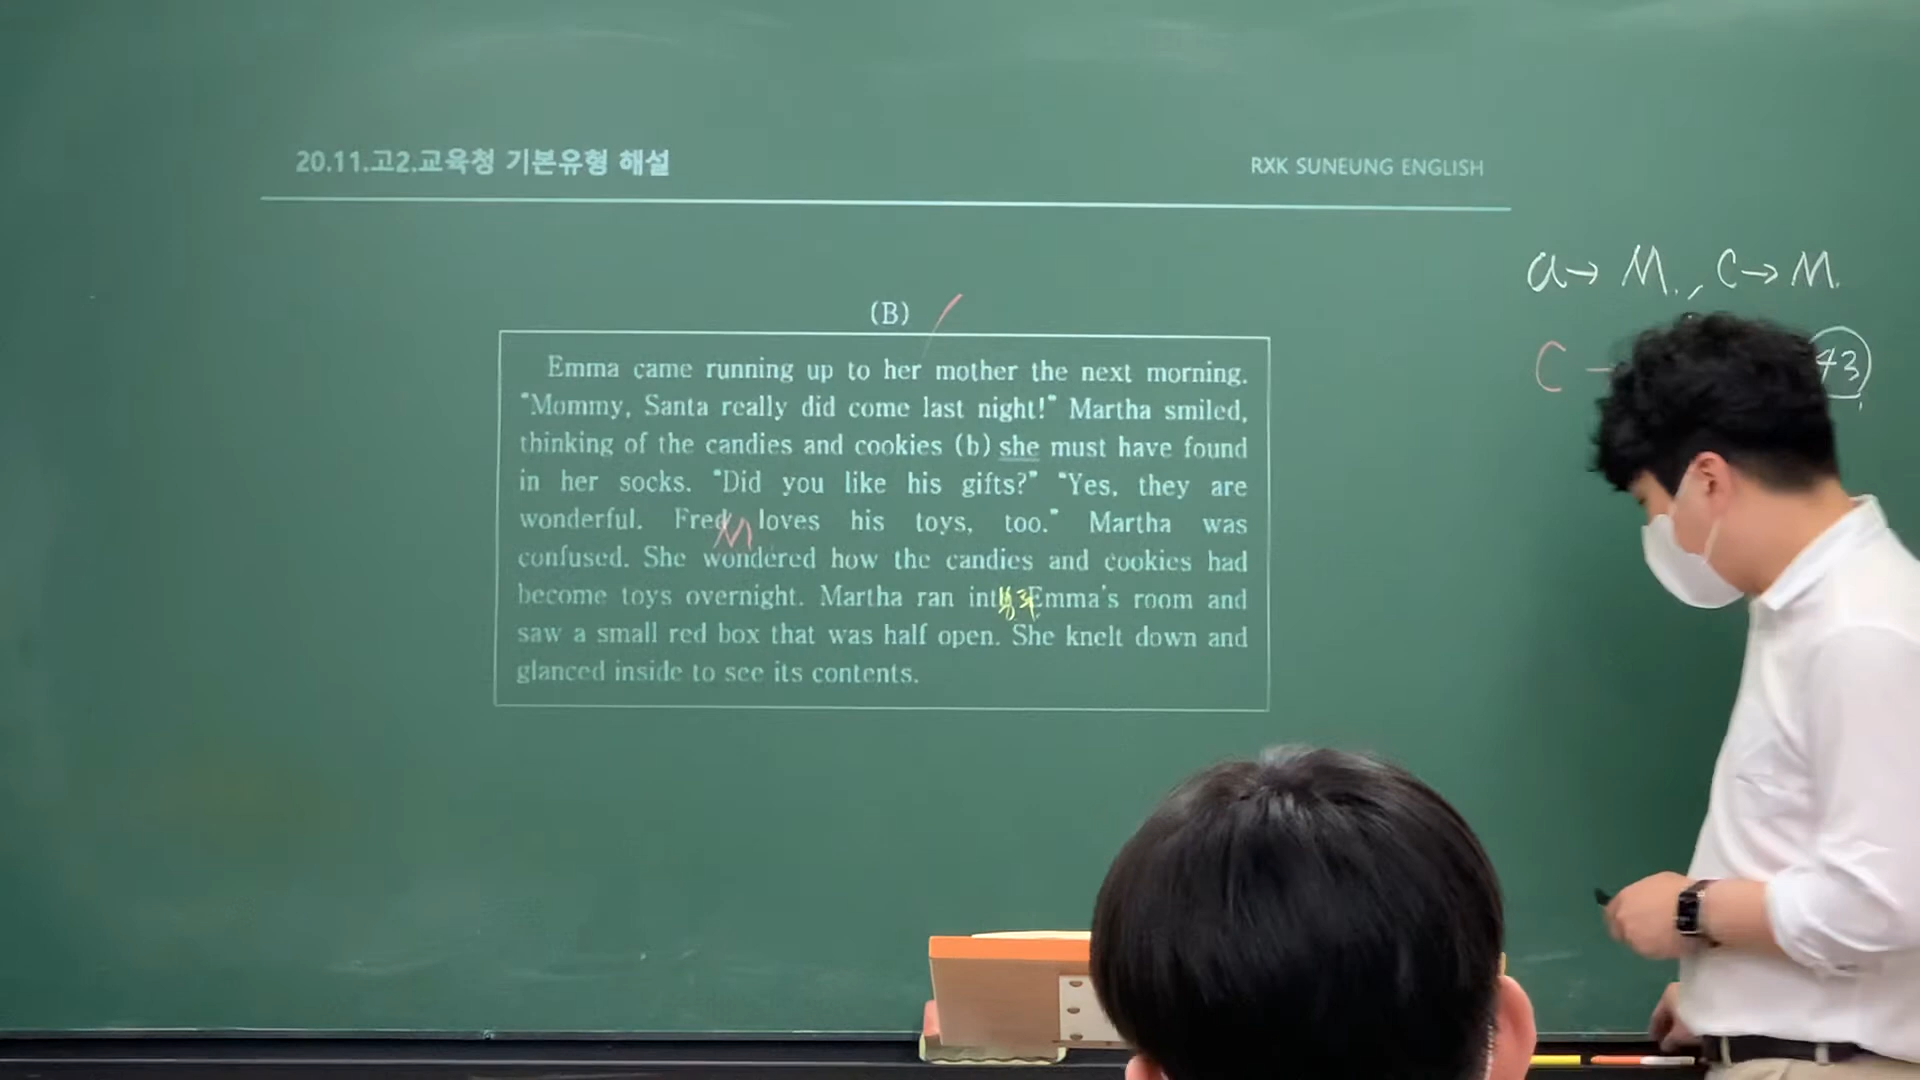 20.11.고2.교육청 기본유형 해설
RXK SUNEUNG ENGLISH
a→ M., C→ M.
C → 43
(B)
Emma came running up to her mother the next morning.
"Mommy, Santa really did come last night!" Martha smiled,
thinking of the candies and cookies (b) she must have found
in her socks. "Did you like his gifts?" "Yes, they are
wonderful. Fred loves his toys, too." Martha was
M
confused. She wondered how the candies and cookies had
become toys overnight. Martha ran int Emma's room and
saw a small red box that was half open. She knelt down and
glanced inside to see its contents.